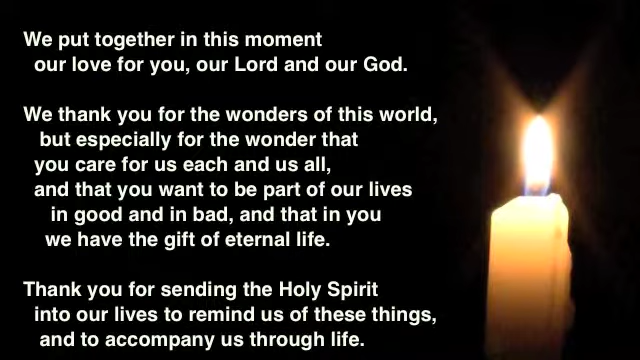 We put together in this moment
our love for you, our Lord and our God.
We thank you for the wonders of this world,
but especially for the wonder that
you care for us each and us all,
and that you want to be part of our lives
in good and in bad, and that in you
we have the gift of eternal life.
Thank you for sending the Holy Spirit
into our lives to remind us of these things,
and to accompany us through life.